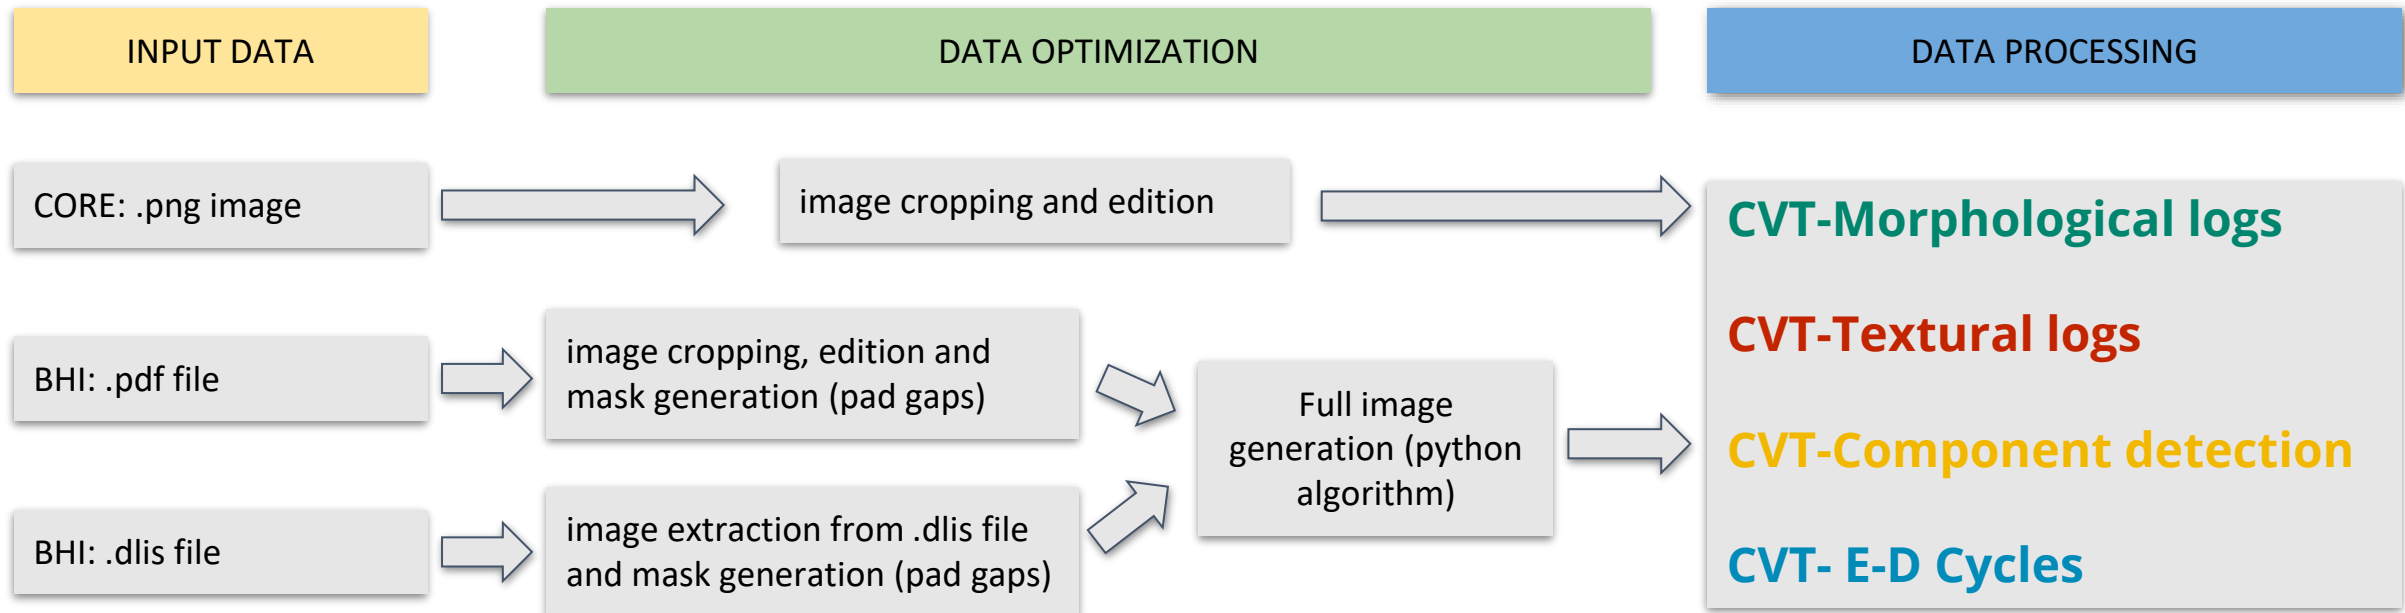 INPUT DATA
DATA OPTIMIZATION
DATA PROCESSING
CORE: .png image
image cropping and edition
CVT-Morphological logs
BHI: .pdf file
image cropping, edition and
mask generation (pad gaps)
Full image
generation (python
algorithm)
CVT-Textural logs
CVT-Component detection
BHI: .dlis file
image extraction from .dlis file
and mask generation (pad gaps)
CVT- E-D Cycles